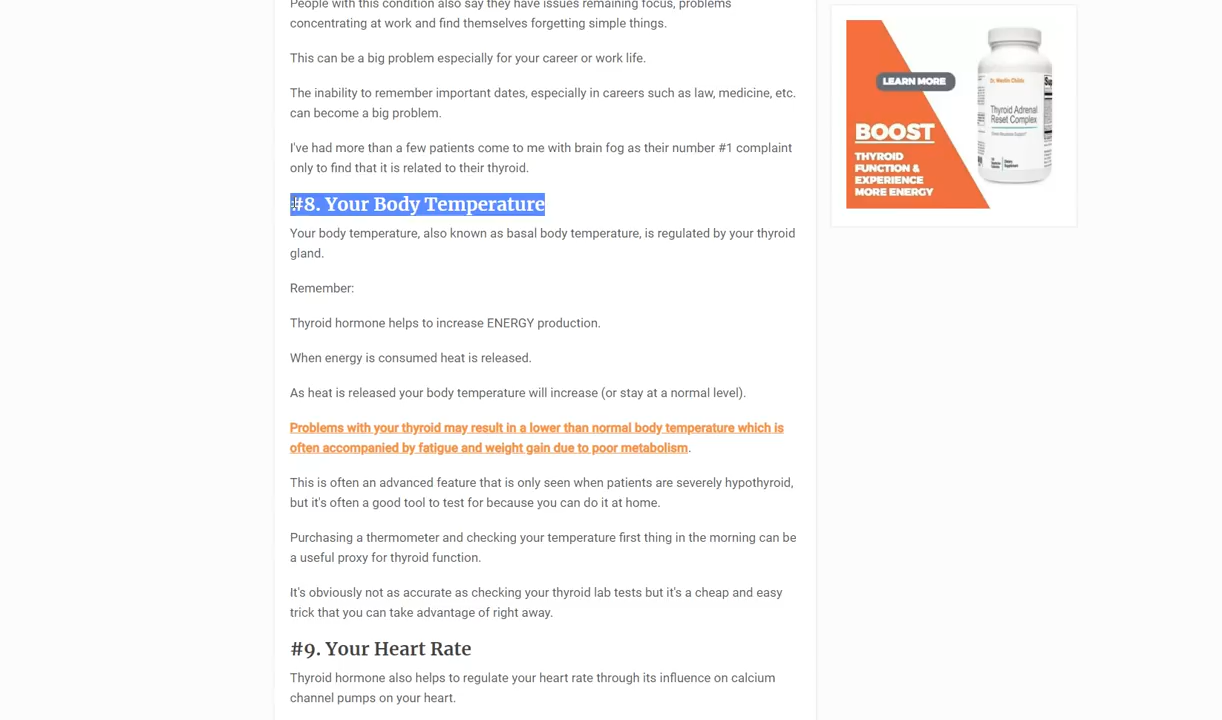 People with this condition also say they have issues remaining focus, problems
concentrating at work and find themselves forgetting simple things.
This can be a big problem especially for your career or work life.
The inability to remember important dates, especially in careers such as law, medicine, etc.
can become a big problem.
I've had more than a few patients come to me with brain fog as their number #1 complaint
only to find that it is related to their thyroid.
#8. Your Body Temperature
Your body temperature, also known as basal body temperature, is regulated by your thyroid
gland.
Remember:
Thyroid hormone helps to increase ENERGY production.
When energy is consumed heat is released.
As heat is released your body temperature will increase (or stay at a normal level).
Problems with your thyroid may result in a lower than normal body temperature which is
often accompanied by fatigue and weight gain due to poor metabolism.
This is often an advanced feature that is only seen when patients are severely hypothyroid,
but it's often a good tool to test for because you can do it at home.
Purchasing a thermometer and checking your temperature first thing in the morning can be
a useful proxy for thyroid function.
It's obviously not as accurate as checking your thyroid lab tests but it's a cheap and easy
trick that you can take advantage of right away.
#9. Your Heart Rate
Thyroid hormone also helps to regulate your heart rate through its influence on calcium
channel pumps on your heart.
LEARN MORE
BOOST
THYROID
FUNCTION &
EXPERIENCE
MORE ENERGY
Dr. Westin Childs
Thyroid Adrenal
Reset Complex